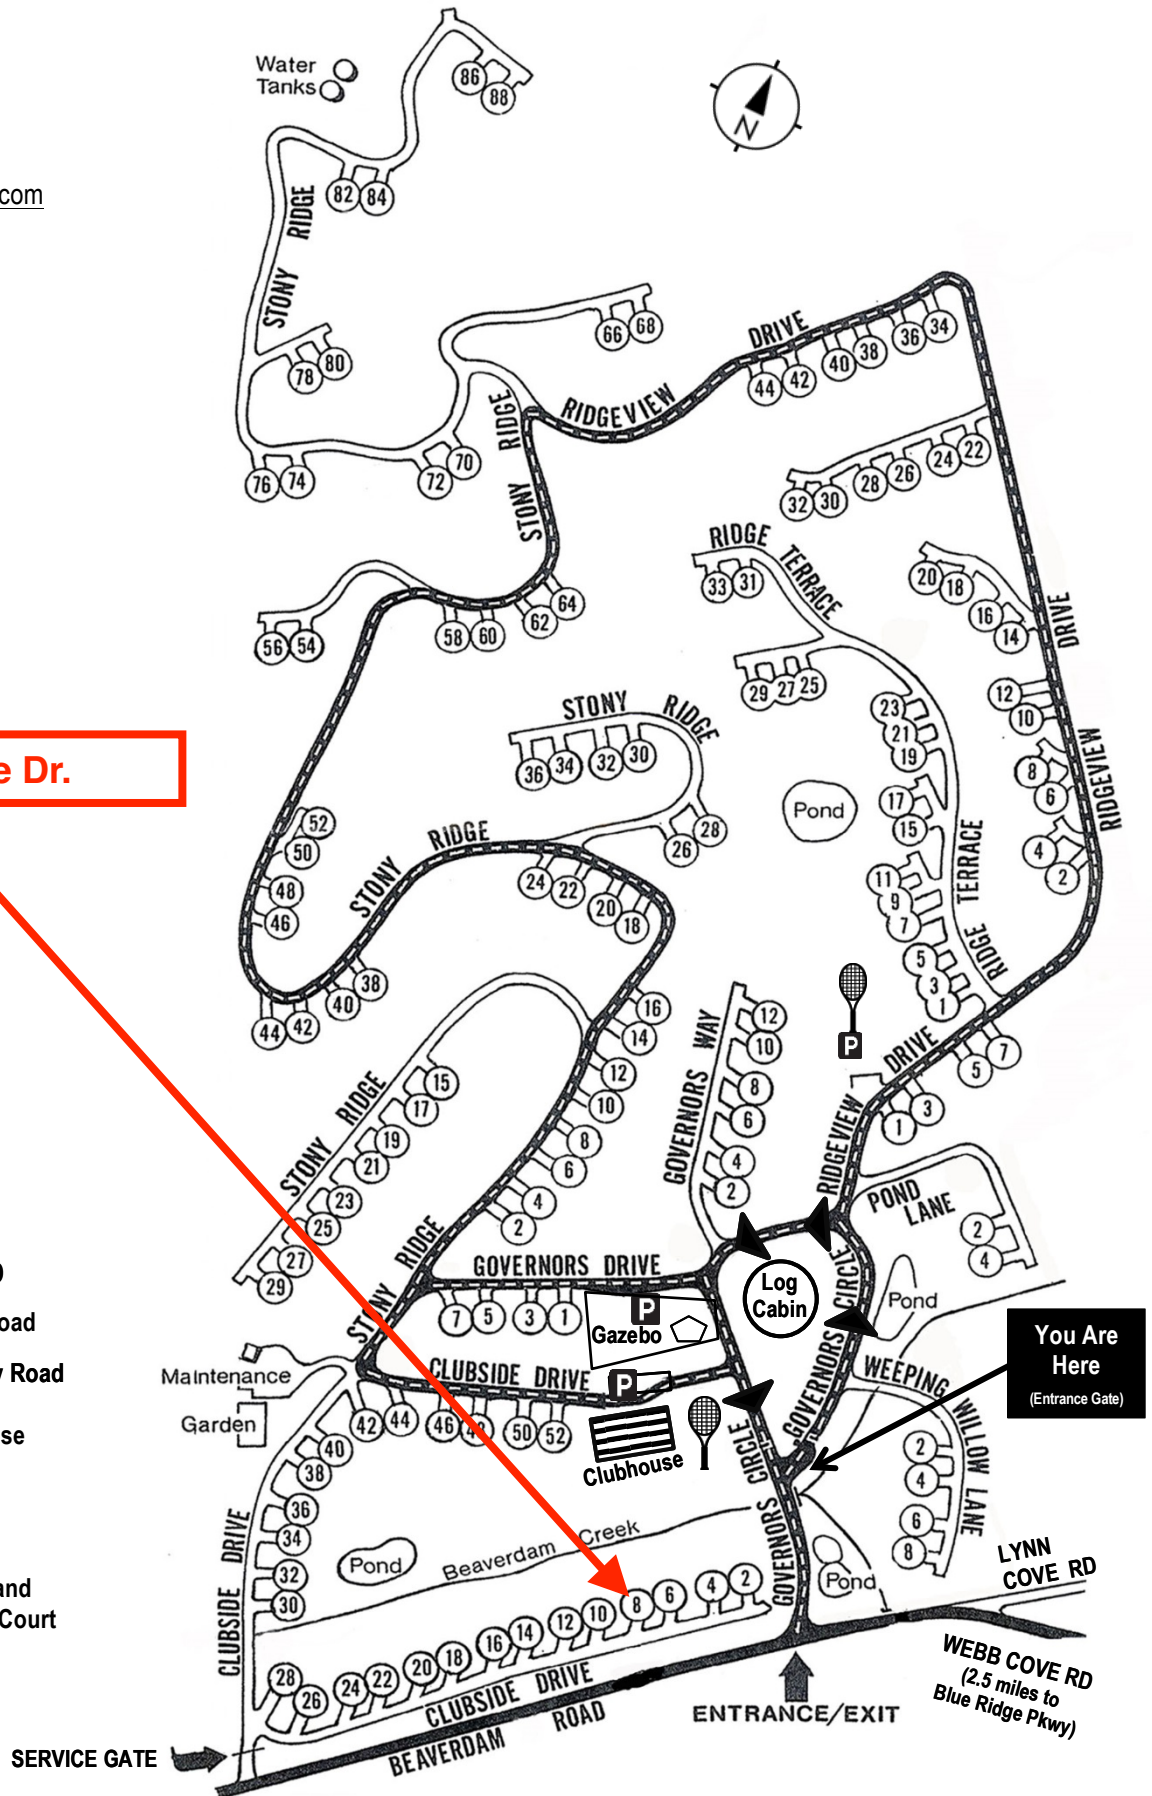 Water
Tanks
86
88
N
com
82
84
STONY RIDGE
66
68
DRIVE
34
36
38
40
42
44
78
80
RIDGEVIEW
STONY RIDGE
76
74
72
70
22
24
26
28
30
32
RIDGE TERRACE
33
31
20
18
16
14
DRIVE
56
54
58
60
62
64
29
27
25
12
10
23
21
19
STONY RIDGE
36
34
32
30
28
26
Pond
17
15
8
6
RIDGEVIEW
4
2
e Dr.
52
50
48
46
STONY RIDGE
24
22
20
18
11
9
7
TERRACE
RIDGE
5
3
1
44
42
40
38
16
14
12
10
8
6
4
2
GOVERNORS WAY
12
10
8
6
4
2
P
DRIVE
7
5
3
1
RIDGEVIEW
STONY RIDGE
15
17
19
21
23
25
27
29
POND
LANE
2
4
STONY RIDGE
GOVERNORS DRIVE
7
5
3
1
P
Gazebo
Log
Cabin
GOVERNORS CIRCLE
Pond
You Are
Here
(Entrance Gate)
)
oad
y Road
se
and
Court
Maintenance
Garden
CLUBSIDE DRIVE
P
42
44
46
48
50
52
Clubhouse
WEEPING WILLOW LANE
2
4
6
8
40
38
36
34
32
30
CLUBSIDE DRIVE
Pond
Beaverdam Creek
GOVERNORS CIRCLE
Pond
LYNN
COVE RD
28
26
24
22
20
18
16
14
12
10
8
6
4
2
CLUBSIDE DRIVE
BEAVERDAM ROAD
ENTRANCE/EXIT
WEBB COVE RD
(2.5 miles to
Blue Ridge Pkwy)
SERVICE GATE